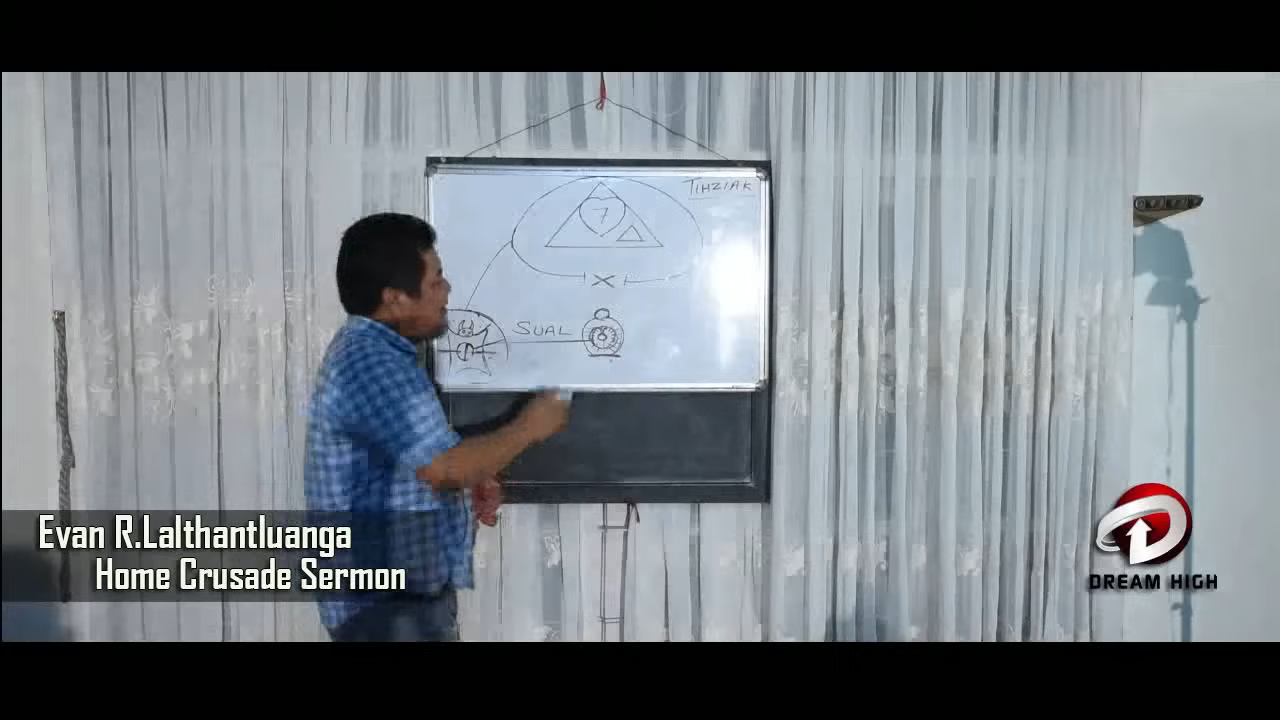 TIHZIAK
7
X
SUAL
Evan R.Lalthantluanga
Home Crusade Sermon
DREAM HIGH